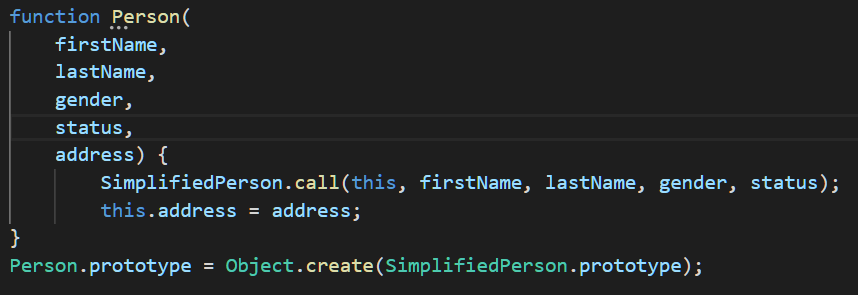 function Person(
    firstName,
    lastName,
    gender,
    status,
    address) {
        SimplifiedPerson.call(this, firstName, lastName, gender, status);
        this.address = address;
}
Person.prototype = Object.create(SimplifiedPerson.prototype);